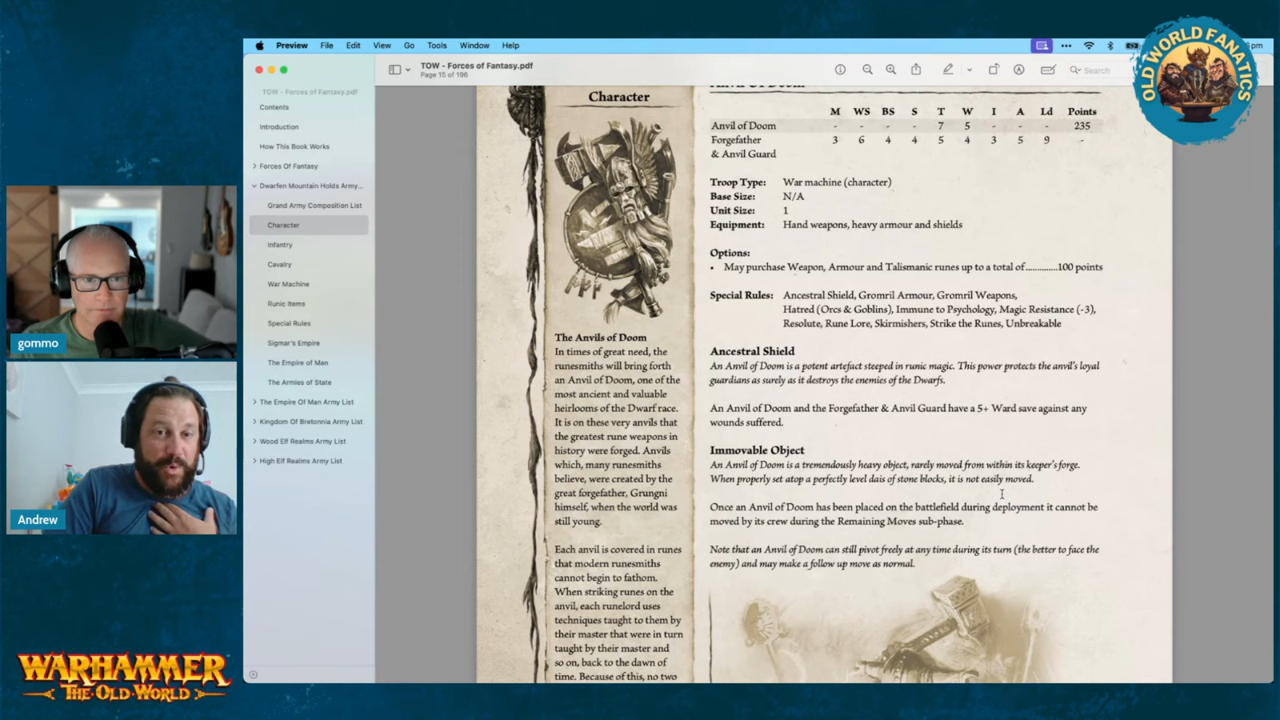 Preview File Edit View Go Tools Window Help
TOW - Forces of Fantasy.pdf
Page 15 of 196
Search
OLD WORLD FANATICS
TOW - Forces of Fantasy.pdf
Contents
Introduction
How This Book Works
Forces Of Fantasy
Dwarfen Mountain Holds Army...
Grand Army Composition List
Character
Infantry
Cavalry
War Machine
Runic Items
Special Rules
Sigmar's Empire
The Empire of Man
The Armies of State
The Empire Of Man Army List
Kingdom Of Bretonnia Army List
Wood Elf Realms Army List
High Elf Realms Army List
gommo
Andrew
WARHAMMER
THE OLD WORLD
Character
The Anvils of Doom
In times of great need, the
runesmiths will bring forth
an Anvil of Doom, one of the
most ancient and valuable
heirlooms of the Dwarf race.
It is on these very anvils that
the greatest rune weapons in
history were forged. Anvils
which, many runesmiths
believe, were created by the
great forgefather, Grungni
himself, when the world was
still young.
Each anvil is covered in runes
that modern runesmiths
cannot begin to fathom.
When striking runes on the
anvil, each runelord uses
techniques taught to them by
their master that were in turn
taught by their master and
so on, back to the dawn of
time. Because of this, no two
M WS BS S T W I A Ld Points
Anvil of Doom - - - - 7 5 - - - 235
Forgefather 3 6 4 4 5 4 3 5 9 -
& Anvil Guard
Troop Type: War machine (character)
Base Size: N/A
Unit Size: 1
Equipment: Hand weapons, heavy armour and shields
Options:
• May purchase Weapon, Armour and Talismanic runes up to a total of..............100 points
Special Rules: Ancestral Shield, Gromril Armour, Gromril Weapons,
Hatred (Orcs & Goblins), Immune to Psychology, Magic Resistance (-3),
Resolute, Rune Lore, Skirmishers, Strike the Runes, Unbreakable
Ancestral Shield
An Anvil of Doom is a potent artefact steeped in runic magic. This power protects the anvil's loyal
guardians as surely as it destroys the enemies of the Dwarfs.
An Anvil of Doom and the Forgefather & Anvil Guard have a 5+ Ward save against any
wounds suffered.
Immovable Object
An Anvil of Doom is a tremendously heavy object, rarely moved from within its keeper's forge.
When properly set atop a perfectly level dais of stone blocks, it is not easily moved.
Once an Anvil of Doom has been placed on the battlefield during deployment it cannot be
moved by its crew during the Remaining Moves sub-phase.
Note that an Anvil of Doom can still pivot freely at any time during its turn (the better to face the
enemy) and may make a follow up move as normal.